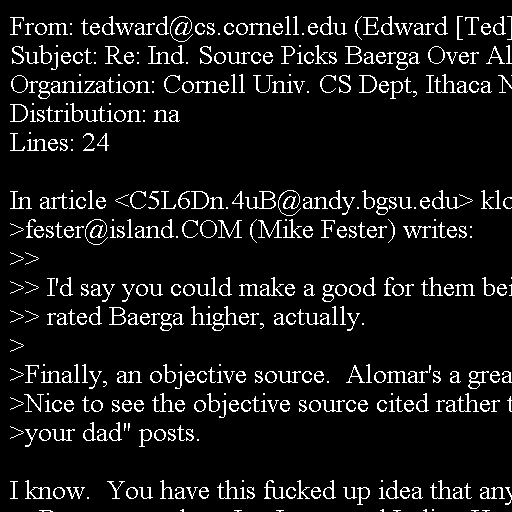 From: tedward@cs.cornell.edu (Edward [Ted]
Subject: Re: Ind. Source Picks Baerga Over Al
Organization: Cornell Univ. CS Dept, Ithaca N
Distribution: na
Lines: 24

In article <C5L6Dn.4uB@andy.bgsu.edu> klo
>fester@island.COM (Mike Fester) writes:
>>
>> I'd say you could make a good for them bei
>> rated Baerga higher, actually.
>
>Finally, an objective source.  Alomar's a grea
>Nice to see the objective source cited rather t
>your dad" posts.

I know.  You have this fucked up idea that any